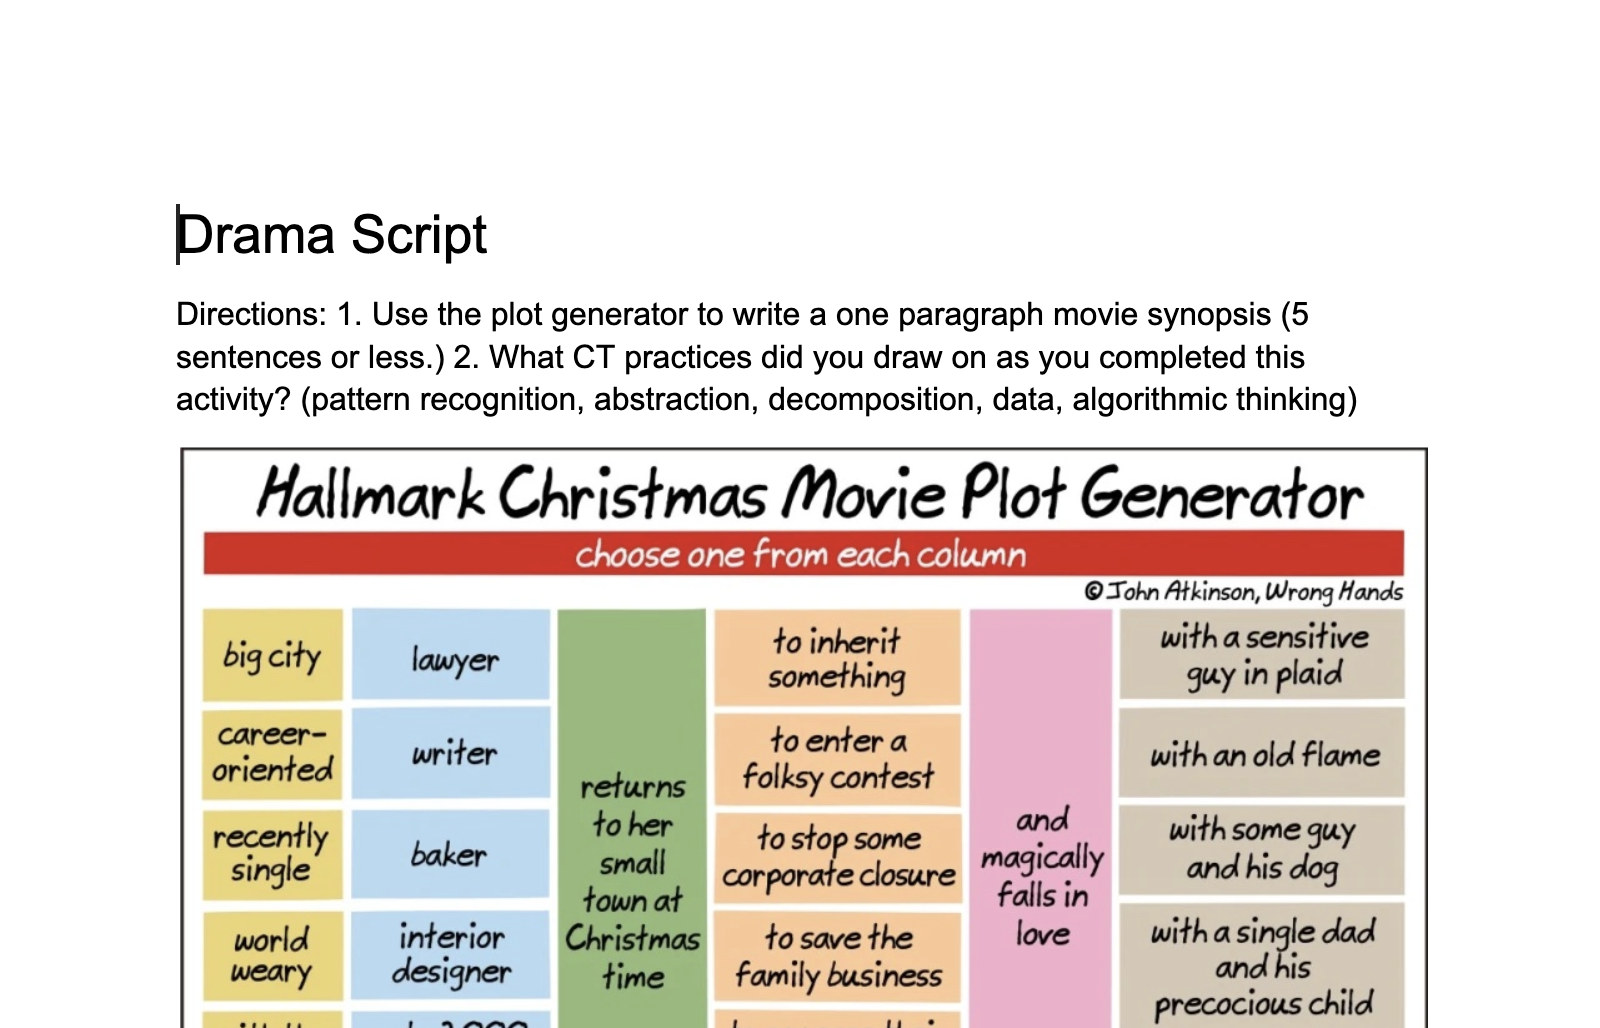 Drama Script
Directions: 1. Use the plot generator to write a one paragraph movie synopsis (5
sentences or less.) 2. What CT practices did you draw on as you completed this
activity? (pattern recognition, abstraction, decomposition, data, algorithmic thinking)
Hallmark Christmas Movie Plot Generator
choose one from each column
©John Atkinson, Wrong Hands
big city
career-
oriented
recently
single
world
weary
lawyer
writer
baker
interior
designer
returns
to her
small
town at
Christmas
time
to inherit
something
to enter a
folksy contest
to stop some
corporate closure
to save the
family business
and
magically
falls in
love
with a sensitive
guy in plaid
with an old flame
with some guy
and his dog
with a single dad
and his
precocious child